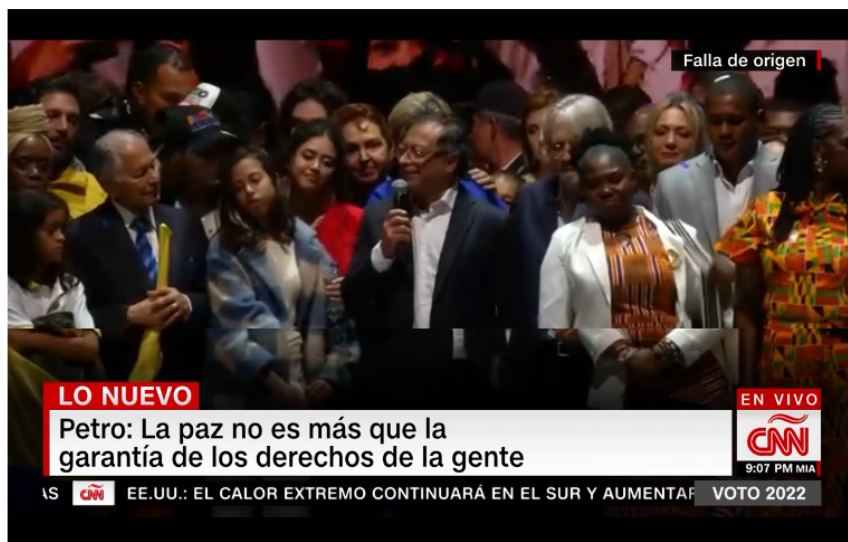 Falla de origen
LO NUEVO
Petro: La paz no es más que la
garantía de los derechos de la gente
EN VIVO
CNN
9:07 PM MIA
AS CNN EE.UU.: EL CALOR EXTREMO CONTINUARÁ EN EL SUR Y AUMENTAR
VOTO 2022